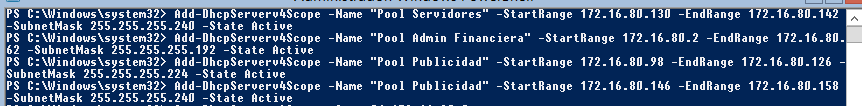 PS C:\Windows\system32> Add-DhcpServerv4Scope -Name "Pool Servidores" -StartRange 172.16.80.130 -EndRange 172.16.80.142
-SubnetMask 255.255.255.240 -State Active
PS C:\Windows\system32> Add-DhcpServerv4Scope -Name "Pool Admin Financiera" -StartRange 172.16.80.2 -EndRange 172.16.80.
62 -SubnetMask 255.255.255.192 -State Active
PS C:\Windows\system32> Add-DhcpServerv4Scope -Name "Pool Publicidad" -StartRange 172.16.80.98 -EndRange 172.16.80.126 -
SubnetMask 255.255.255.224 -State Active
PS C:\Windows\system32> Add-DhcpServerv4Scope -Name "Pool Publicidad" -StartRange 172.16.80.146 -EndRange 172.16.80.158
-SubnetMask 255.255.255.240 -State Active